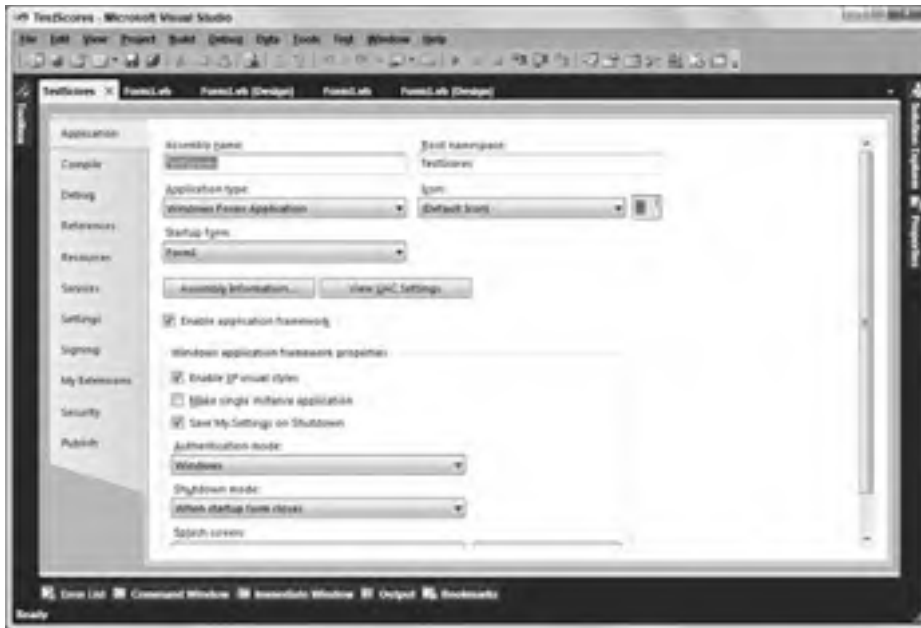 TestScores - Microsoft Visual Studio
File Edit View Project Build Debug Data Tools Test Window Help
Toolbox
TestScores Form1.vb Form1.vb [Design] Form1.vb Form1.vb [Design]
Solution Explorer
Properties
Application
Compile
Debug
References
Resources
Services
Settings
Signing
My Extensions
Security
Publish
Assembly name:
TestScores
Root namespace:
TestScores
Application type:
Windows Forms Application
Icon:
(Default Icon)
Startup form:
Form1
Assembly Information...
View UAC Settings
Enable application framework
Windows application framework properties
Enable XP visual styles
Make single instance application
Save My.Settings on Shutdown
Authentication mode:
Windows
Shutdown mode:
When startup form closes
Splash screen:
Error List Command Window Immediate Window Output Bookmarks
Ready